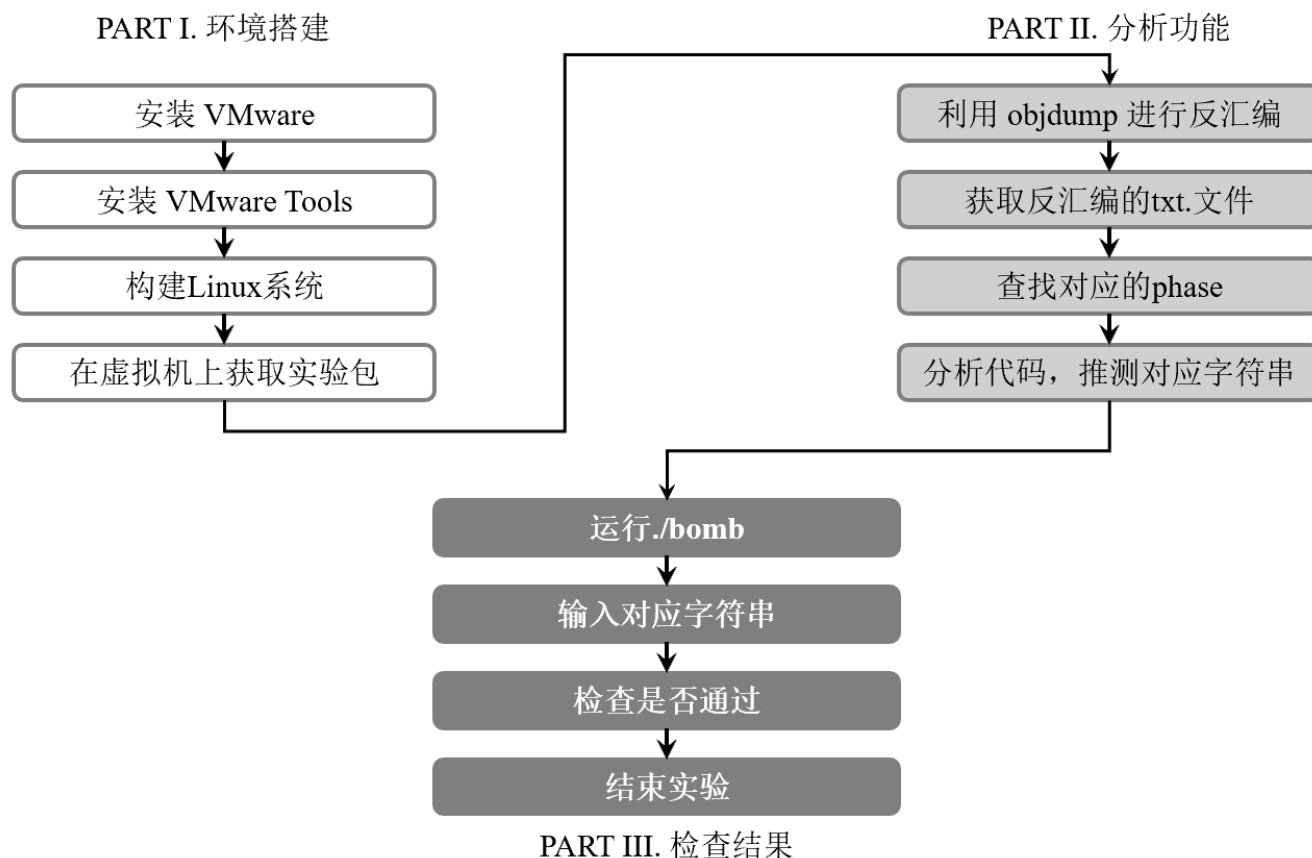 PART I. 环境搭建
安装 VMware
安装 VMware Tools
构建Linux系统
在虚拟机上获取实验包
PART II. 分析功能
利用 objdump 进行反汇编
获取反汇编的txt.文件
查找对应的phase
分析代码，推测对应字符串
运行./bomb
输入对应字符串
检查是否通过
结束实验
PART III. 检查结果